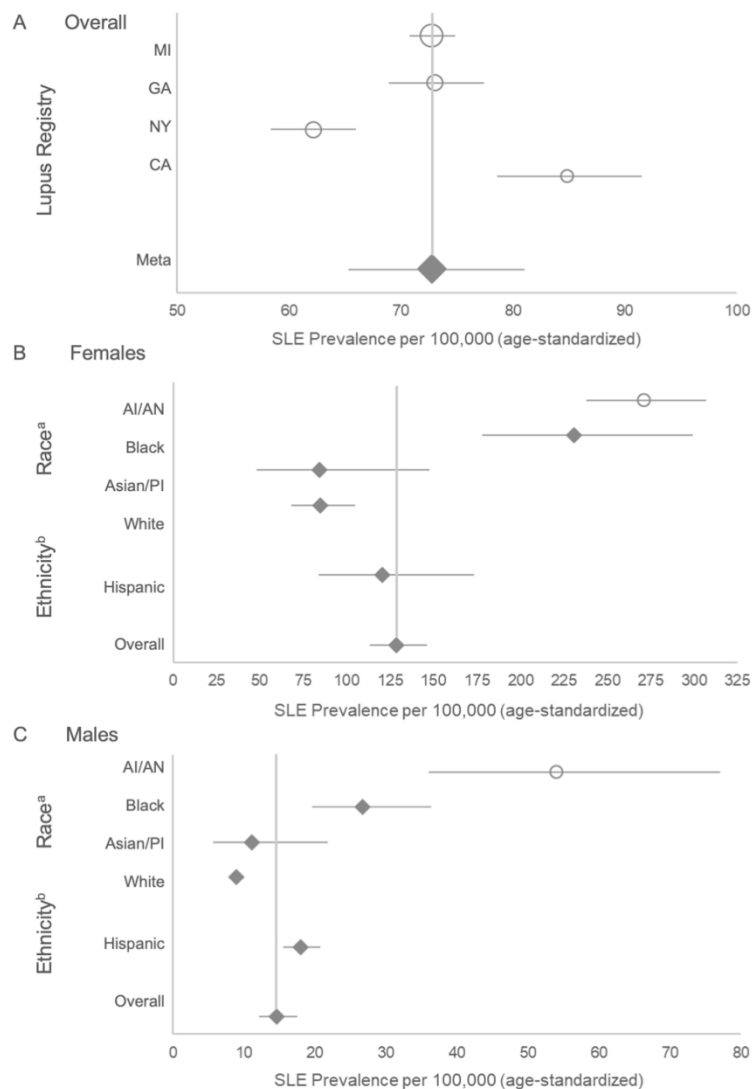 A Overall
Lupus Registry
MI
GA
NY
CA
Meta
50 60 70 80 90 100
SLE Prevalence per 100,000 (age-standardized)
B Females
Raceᵃ
AI/AN
Black
Asian/PI
White
Ethnicityᵇ
Hispanic
Overall
0 25 50 75 100 125 150 175 200 225 250 275 300 325
SLE Prevalence per 100,000 (age-standardized)
C Males
Raceᵃ
AI/AN
Black
Asian/PI
White
Ethnicityᵇ
Hispanic
Overall
0 10 20 30 40 50 60 70 80
SLE Prevalence per 100,000 (age-standardized)